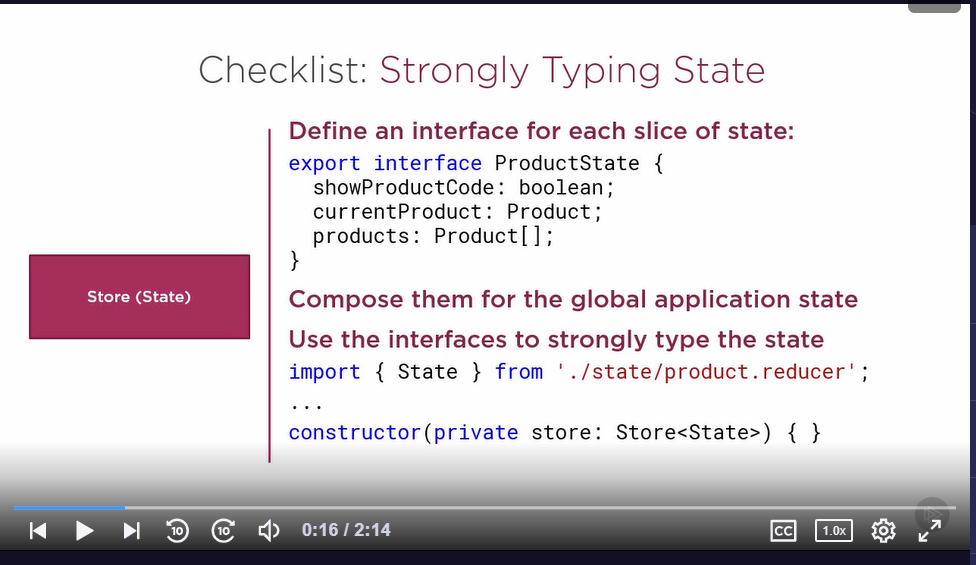 Checklist: Strongly Typing State
Define an interface for each slice of state:
export interface ProductState {
  showProductCode: boolean;
  currentProduct: Product;
  products: Product[];
}
Store (State)
Compose them for the global application state
Use the interfaces to strongly type the state
import { State } from './state/product.reducer';
...
constructor(private store: Store<State>) { }
10
10
0:16 / 2:14
CC
1.0x